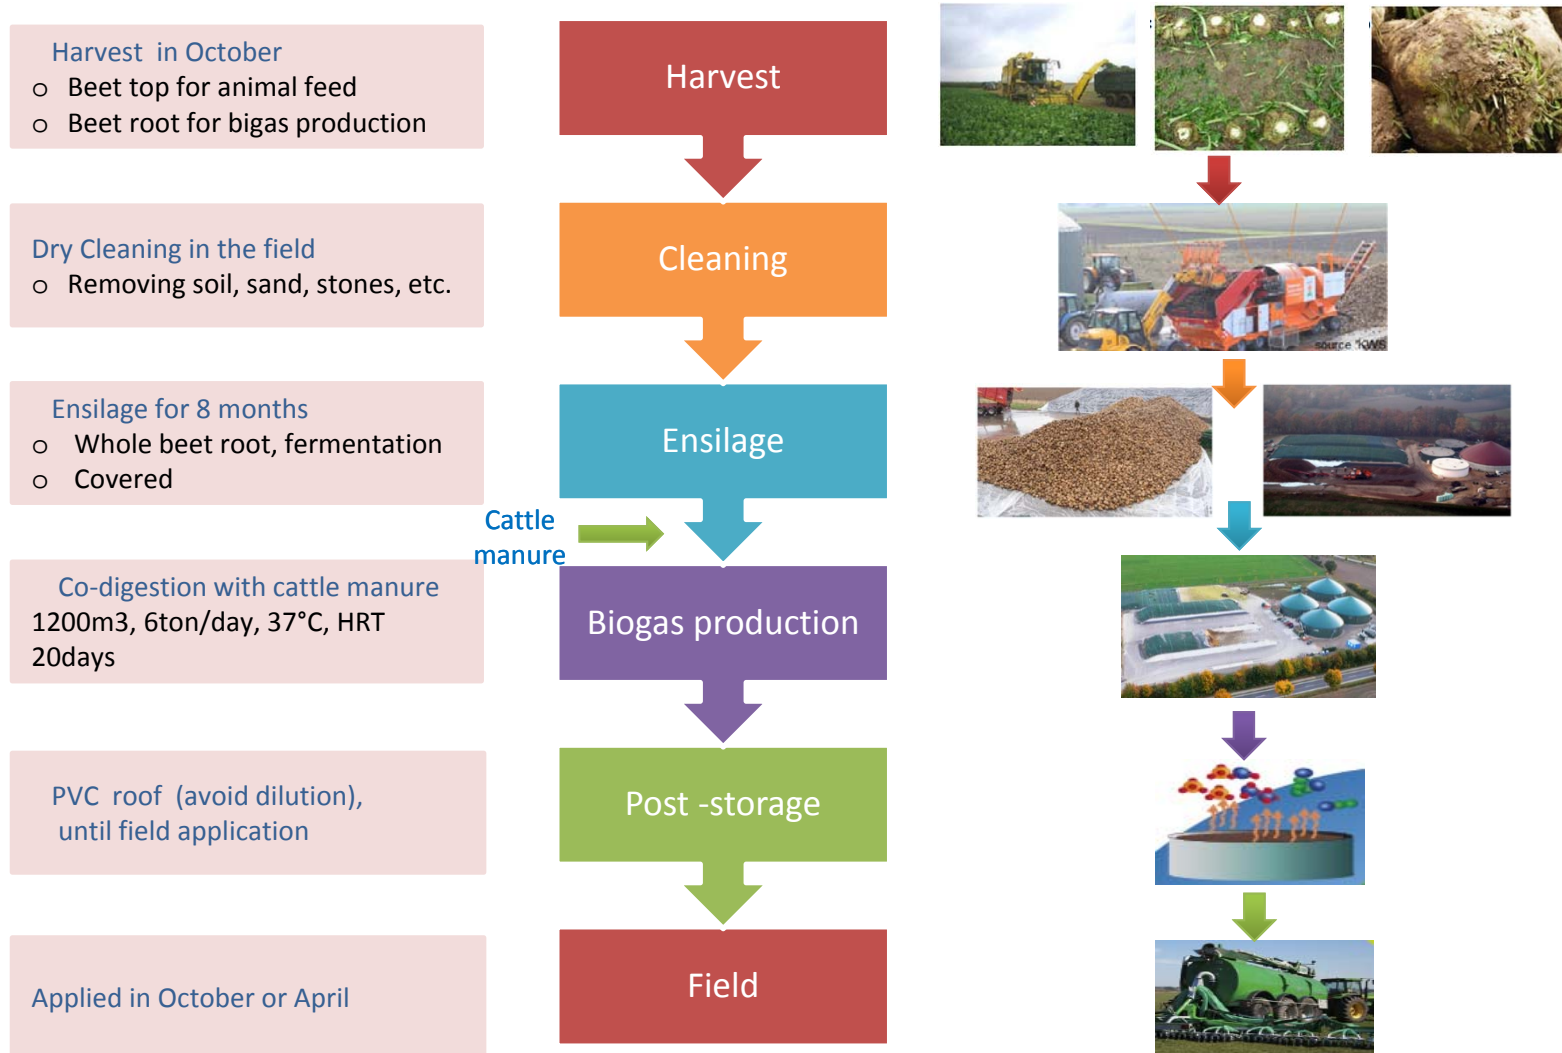 Harvest in October
o Beet top for animal feed
o Beet root for bigas production
Harvest
Dry Cleaning in the field
o Removing soil, sand, stones, etc.
Cleaning
source :KWS
Ensilage for 8 months
o Whole beet root, fermentation
o Covered
Ensilage
Cattle
manure
Co-digestion with cattle manure
1200m3, 6ton/day, 37°C, HRT
20days
Biogas production
PVC roof (avoid dilution),
until field application
Post -storage
Applied in October or April
Field